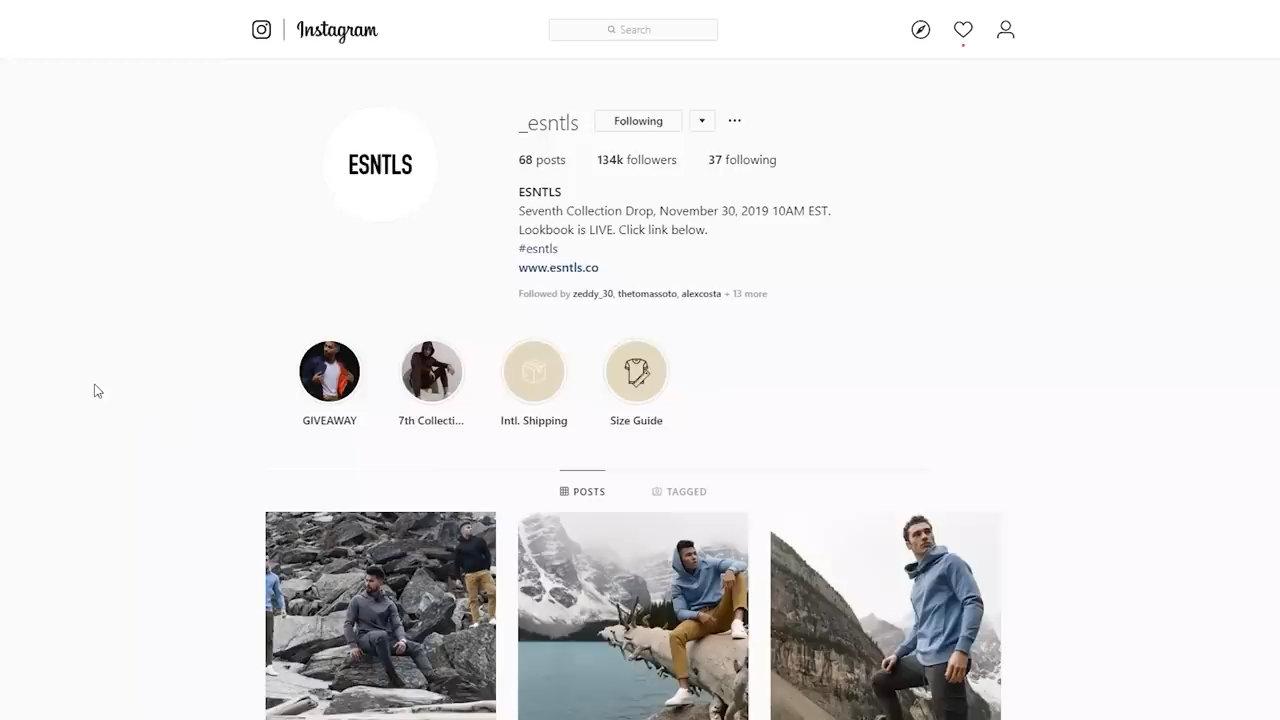 Instagram
Search
_esntls
Following
68 posts 134k followers 37 following
ESNTLS
ESNTLS
Seventh Collection Drop, November 30, 2019 10AM EST.
Lookbook is LIVE. Click link below.
#esntls
www.esntls.co
Followed by zeddy_30, thetomassoto, alexcosta + 13 more
GIVEAWAY 7th Collecti... Intl. Shipping Size Guide
POSTS TAGGED